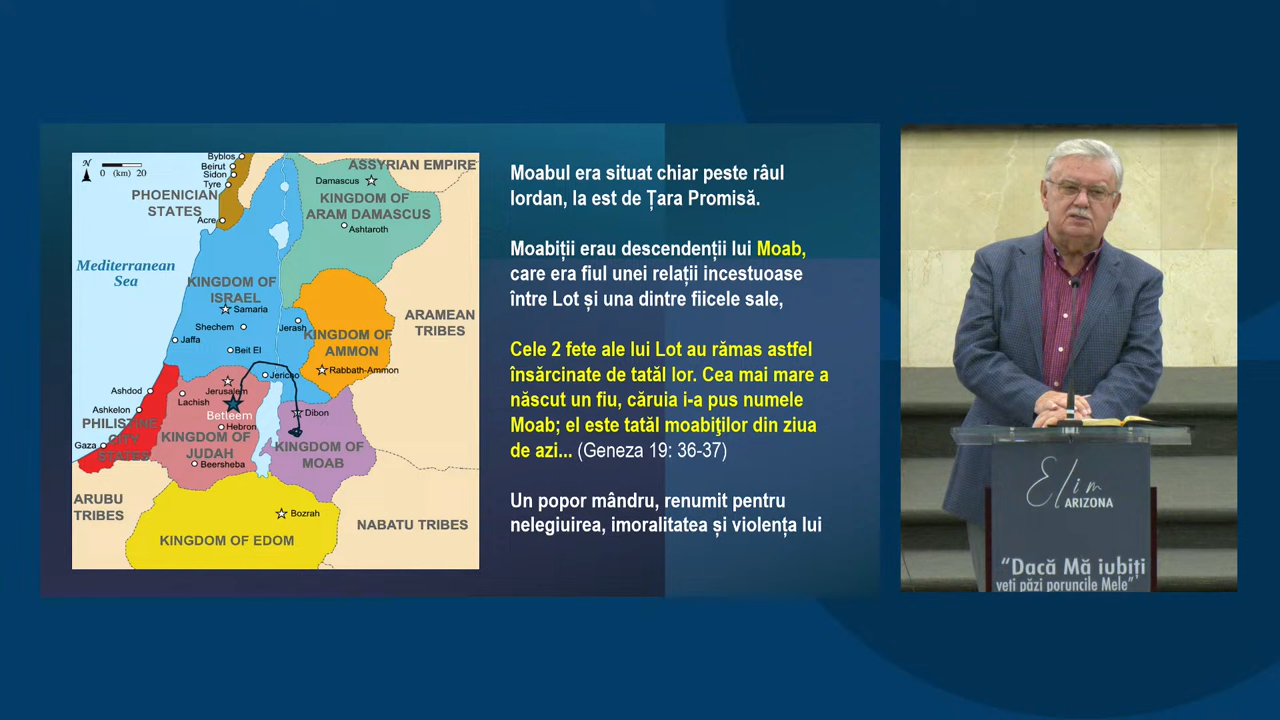 N
0 (km) 20
Byblos
Beirut
Sidon
Tyre
PHOENICIAN
STATES
Acre
ASSYRIAN EMPIRE
Damascus
KINGDOM OF
ARAM DAMASCUS
Ashtaroth
Mediterranean
Sea
KINGDOM OF
ISRAEL
Samaria
Shechem
Jerash
Jaffa
Beit El
KINGDOM OF
AMMON
ARAMEAN
TRIBES
Rabbath-Ammon
Jericho
Ashdod
Jerusalem
Lachish
Ashkelon
Betleem
Dibon
PHILISTINE
CITY
STATES
Hebron
Gaza
KINGDOM OF
JUDAH
KINGDOM OF
MOAB
Beersheba
ARUBU
TRIBES
Bozrah
NABATU TRIBES
KINGDOM OF EDOM
Moabul era situat chiar peste râul
Iordan, la est de Țara Promisă.
Moabiții erau descendenții lui Moab,
care era fiul unei relații incestuoase
între Lot și una dintre fiicele sale,
Cele 2 fete ale lui Lot au rămas astfel
însărcinate de tatăl lor. Cea mai mare a
născut un fiu, căruia i-a pus numele
Moab; el este tatăl moabiţilor din ziua
de azi... (Geneza 19: 36-37)
Un popor mândru, renumit pentru
nelegiuirea, imoralitatea și violența lui
Elim
ARIZONA
“Dacă Mă iubiți
veți păzi poruncile Mele”